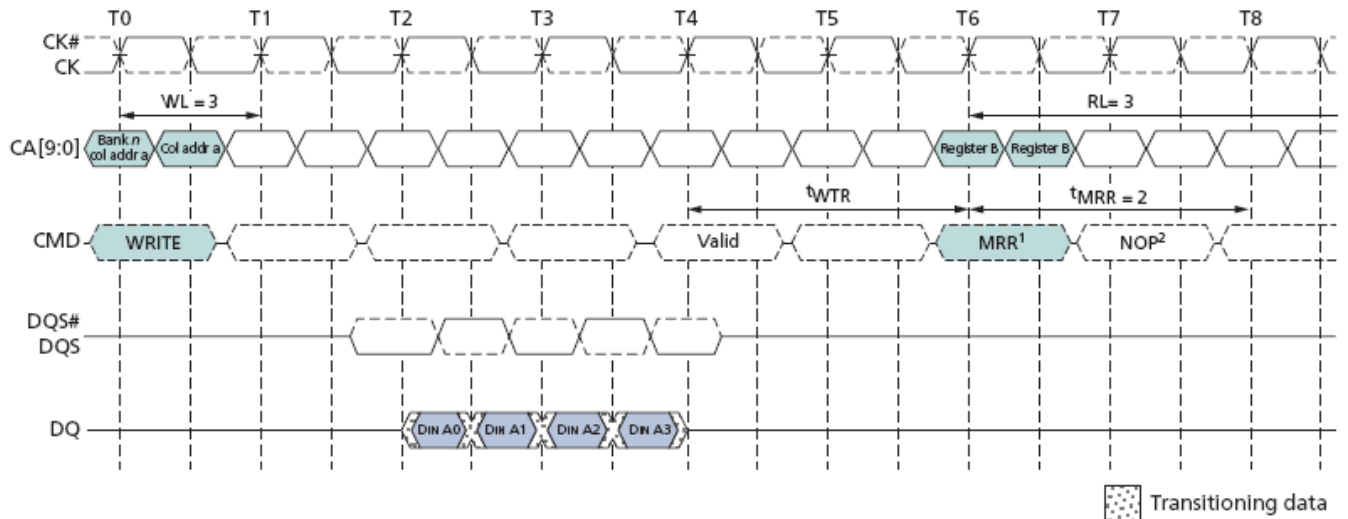 T0 T1 T2 T3 T4 T5 T6 T7 T8
CK#
CK
WL = 3 RL= 3
CA[9:0] Bank n col addr a Col addr a Register B Register B
tWTR tMRR = 2
CMD WRITE Valid MRR1 NOP2
DQS#
DQS
DQ DIN A0 DIN A1 DIN A2 DIN A3
Transitioning data